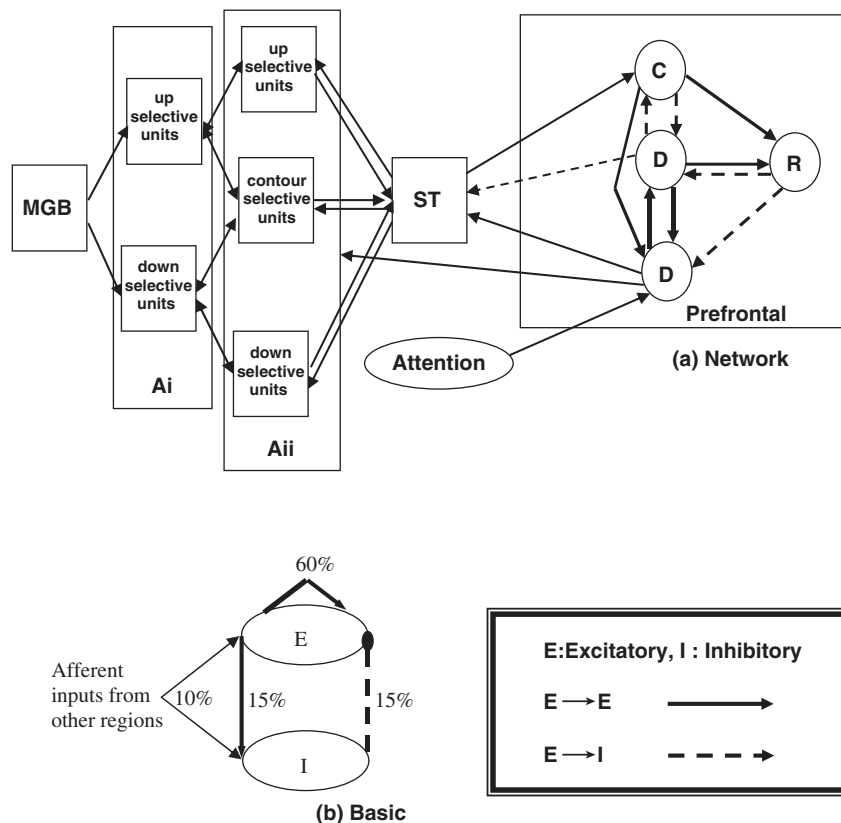 MGB
up
selective
units
down
selective
units
Ai
up
selective
units
contour
selective
units
down
selective
units
Aii
ST
C
D
R
D
Prefrontal
Attention
(a) Network
60%
E
Afferent
inputs from
other regions
10%
15%
15%
I
(b) Basic
E:Excitatory, I : Inhibitory
E → E
E → I